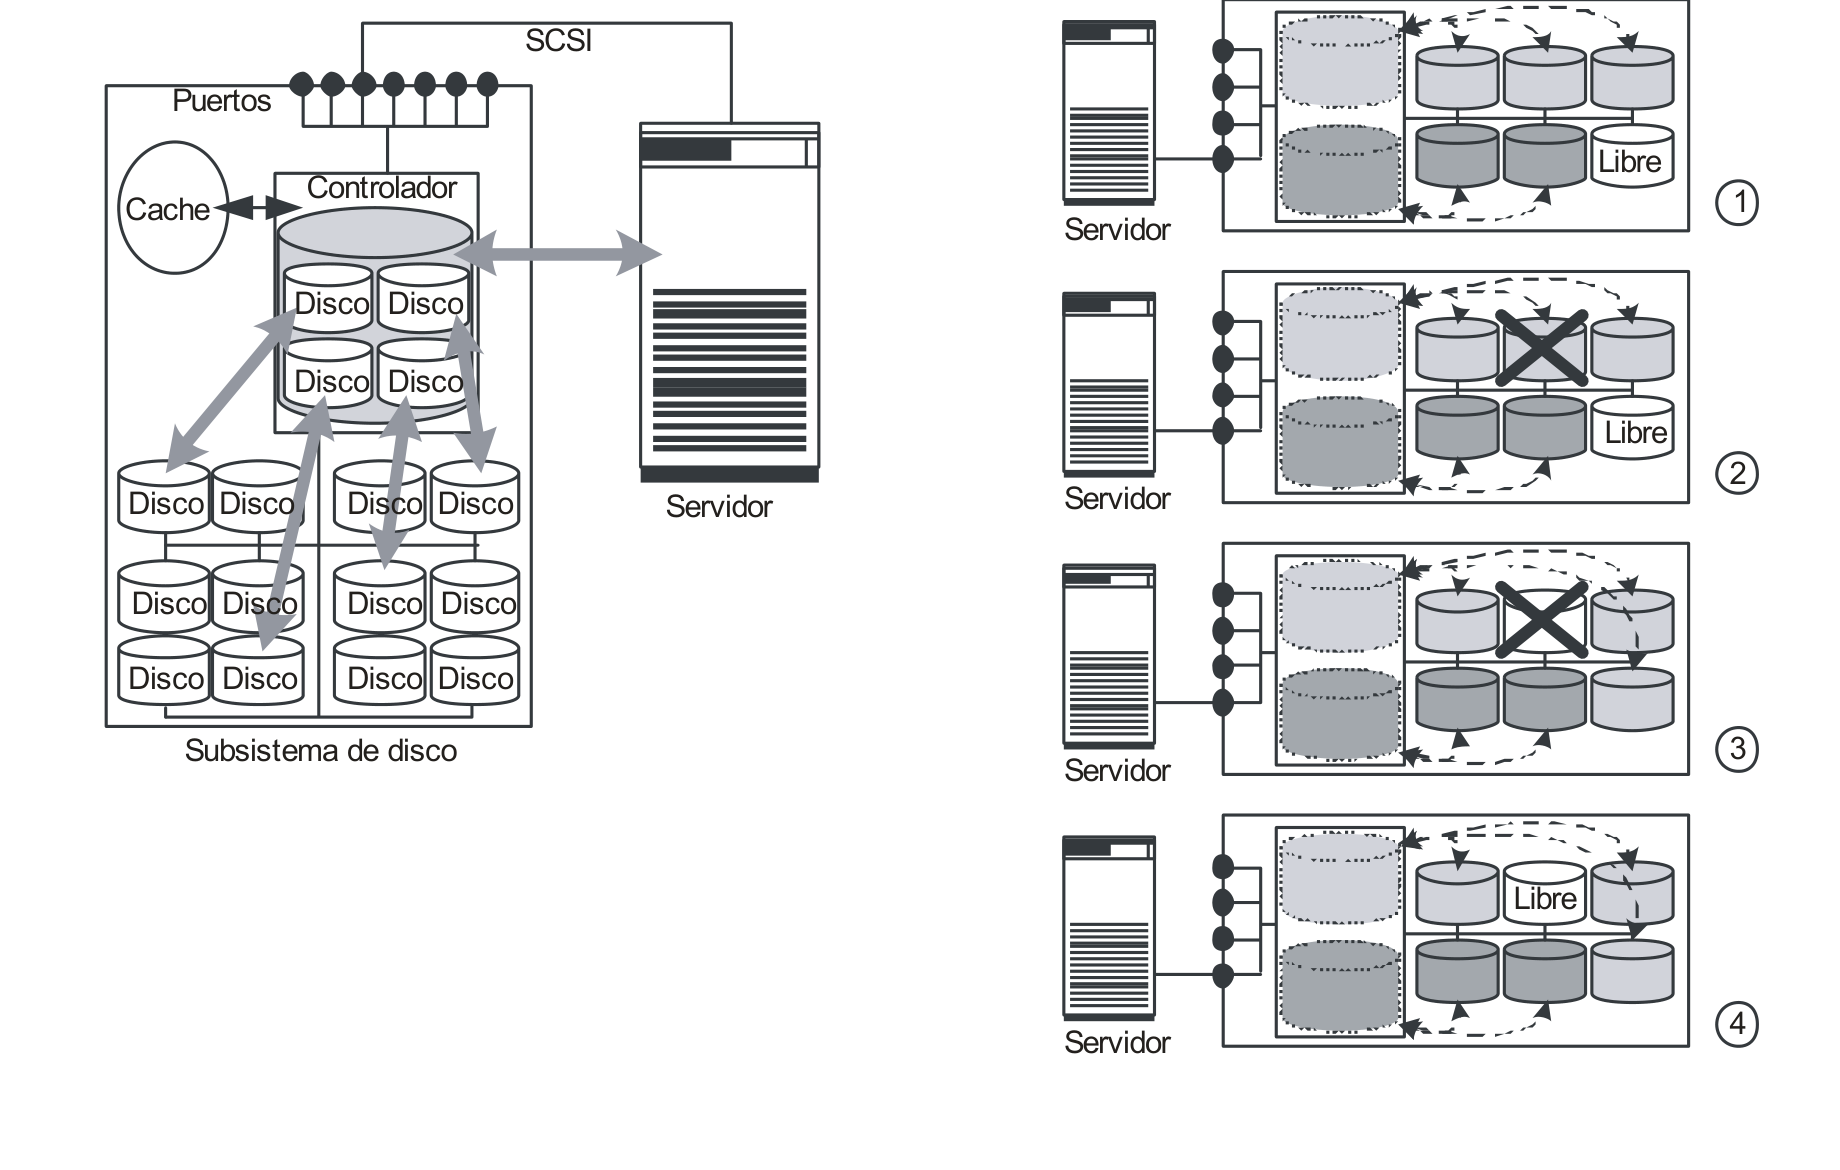 SCSI
Puertos
Controlador
Cache
Disco Disco
Disco Disco
Disco Disco Disco Disco
Disco Disco Disco Disco
Disco Disco Disco Disco
Subsistema de disco
Servidor
Libre
1
Servidor
Libre
2
Servidor
3
Servidor
Libre
4
Servidor